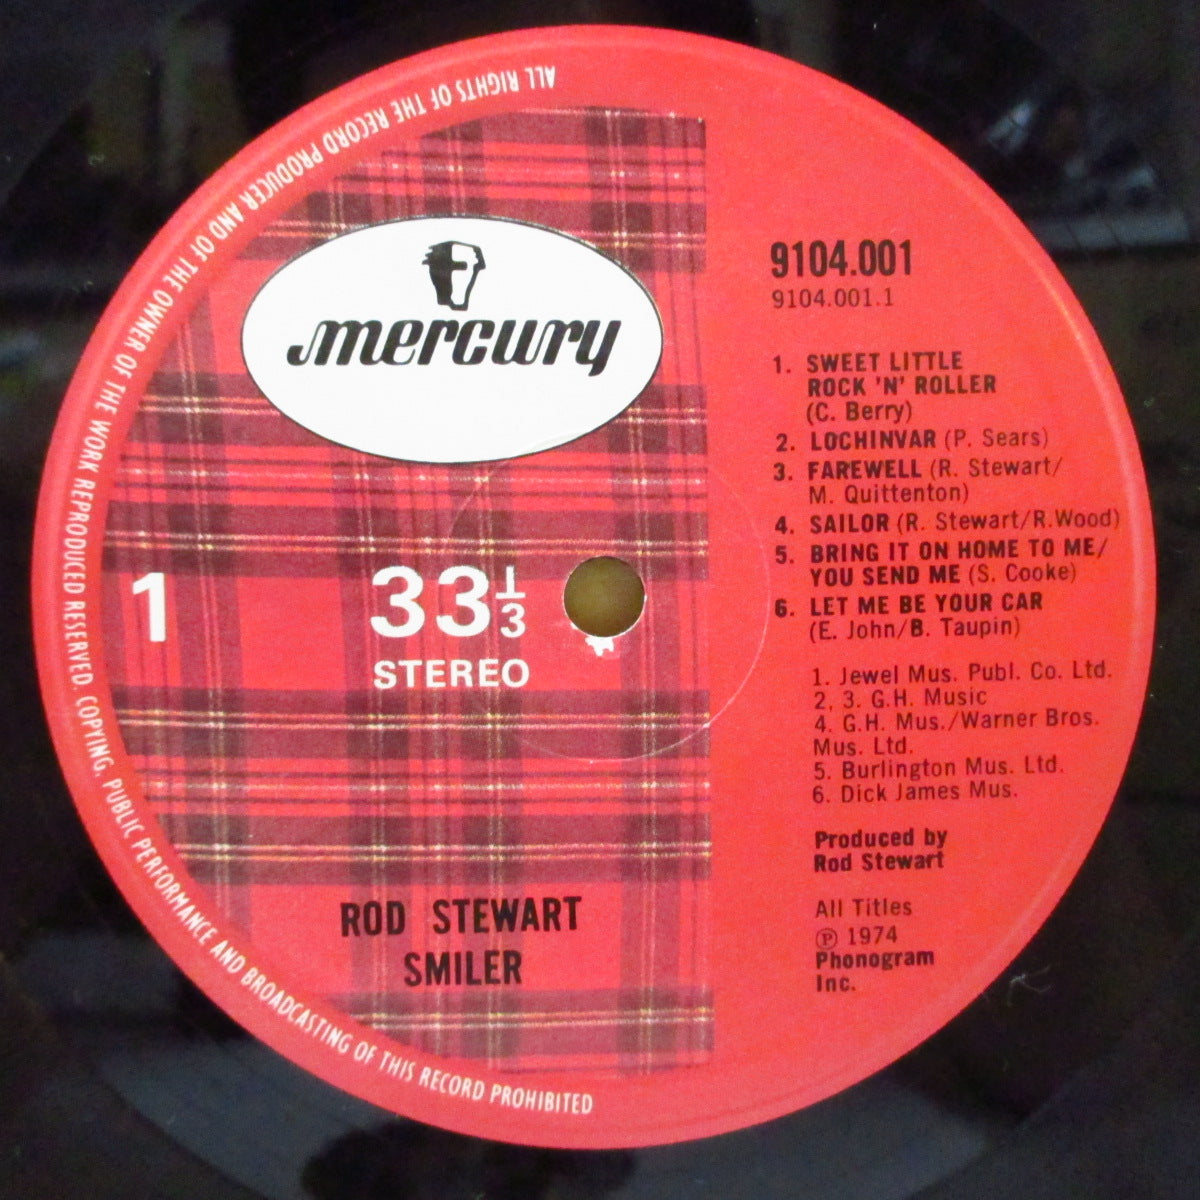 ALL RIGHTS OF THE RECORD PRODUCER AND OF THE OWNER OF THE WORK REPRODUCED RESERVED. COPYING, PUBLIC PERFORMANCE AND BROADCASTING OF THIS RECORD PROHIBITED
mercury
1
33 1/3
STEREO
ROD STEWART
SMILER
9104.001
9104.001.1
1. SWEET LITTLE
ROCK 'N' ROLLER
(C. Berry)
2. LOCHINVAR (P. Sears)
3. FAREWELL (R. Stewart/
M. Quittenton)
4. SAILOR (R. Stewart/R.Wood)
5. BRING IT ON HOME TO ME/
YOU SEND ME (S. Cooke)
6. LET ME BE YOUR CAR
(E. John/B. Taupin)
1. Jewel Mus. Publ. Co. Ltd.
2, 3. G.H. Music
4. G.H. Mus./Warner Bros.
Mus. Ltd.
5. Burlington Mus. Ltd.
6. Dick James Mus.
Produced by
Rod Stewart
All Titles
℗ 1974
Phonogram
Inc.